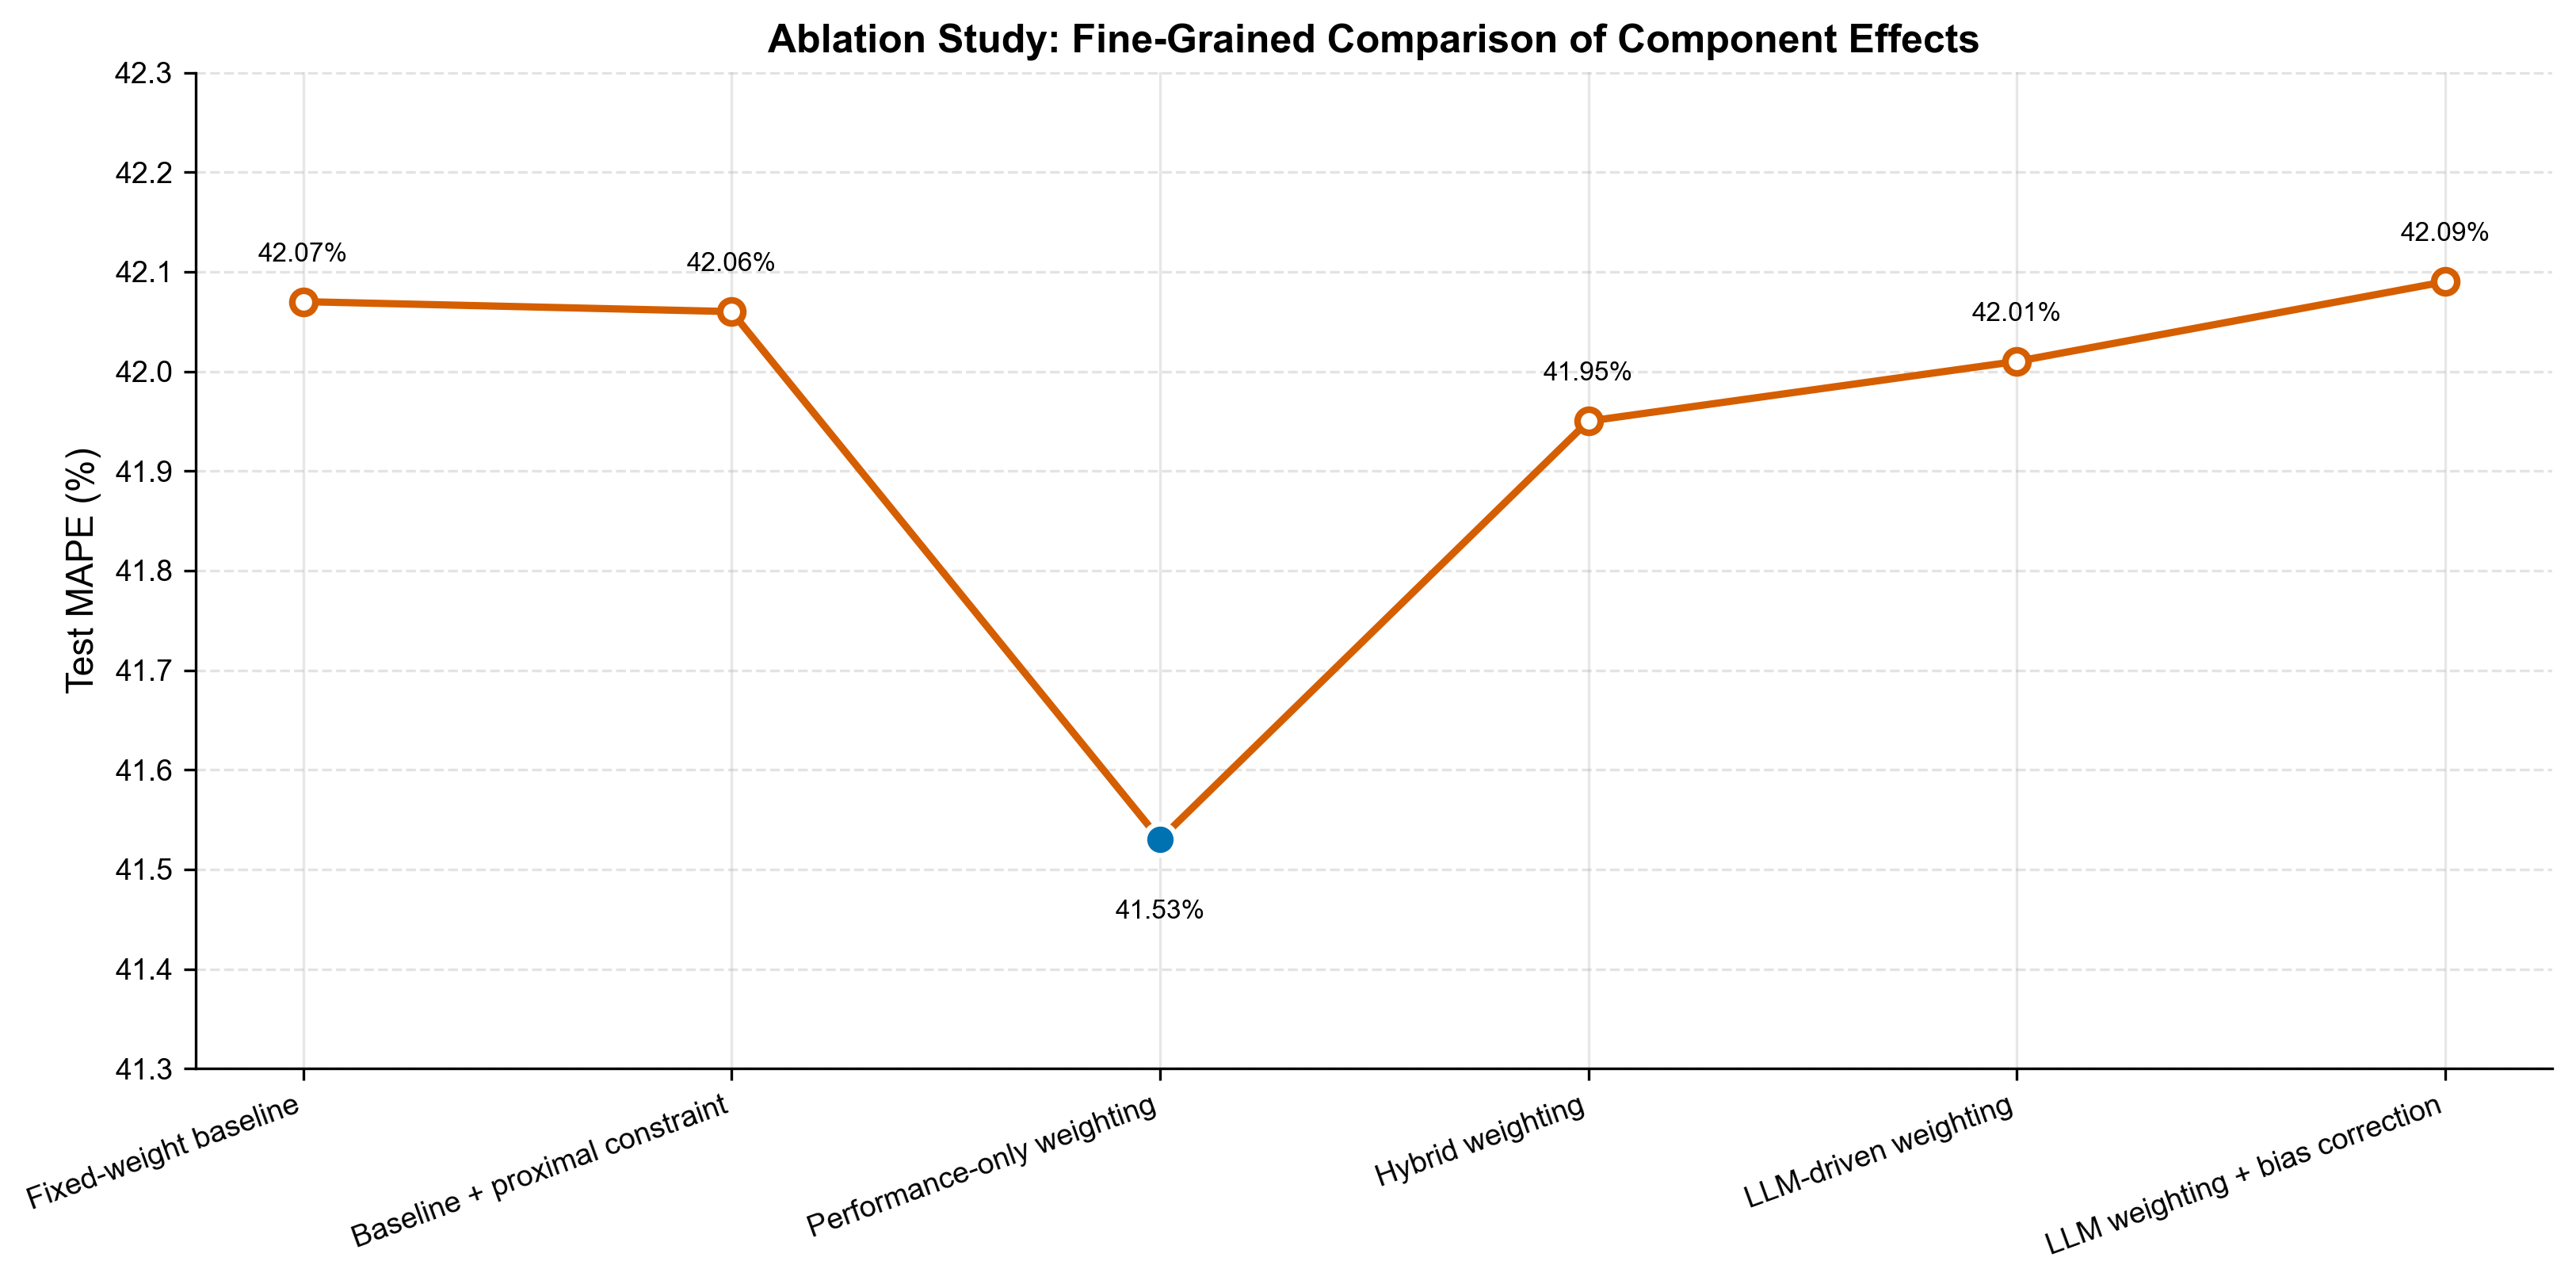 Ablation Study: Fine-Grained Comparison of Component Effects
Test MAPE (%)
42.3
42.2
42.1
42.0
41.9
41.8
41.7
41.6
41.5
41.4
41.3
42.07%
42.06%
41.53%
41.95%
42.01%
42.09%
Fixed-weight baseline
Baseline + proximal constraint
Performance-only weighting
Hybrid weighting
LLM-driven weighting
LLM weighting + bias correction